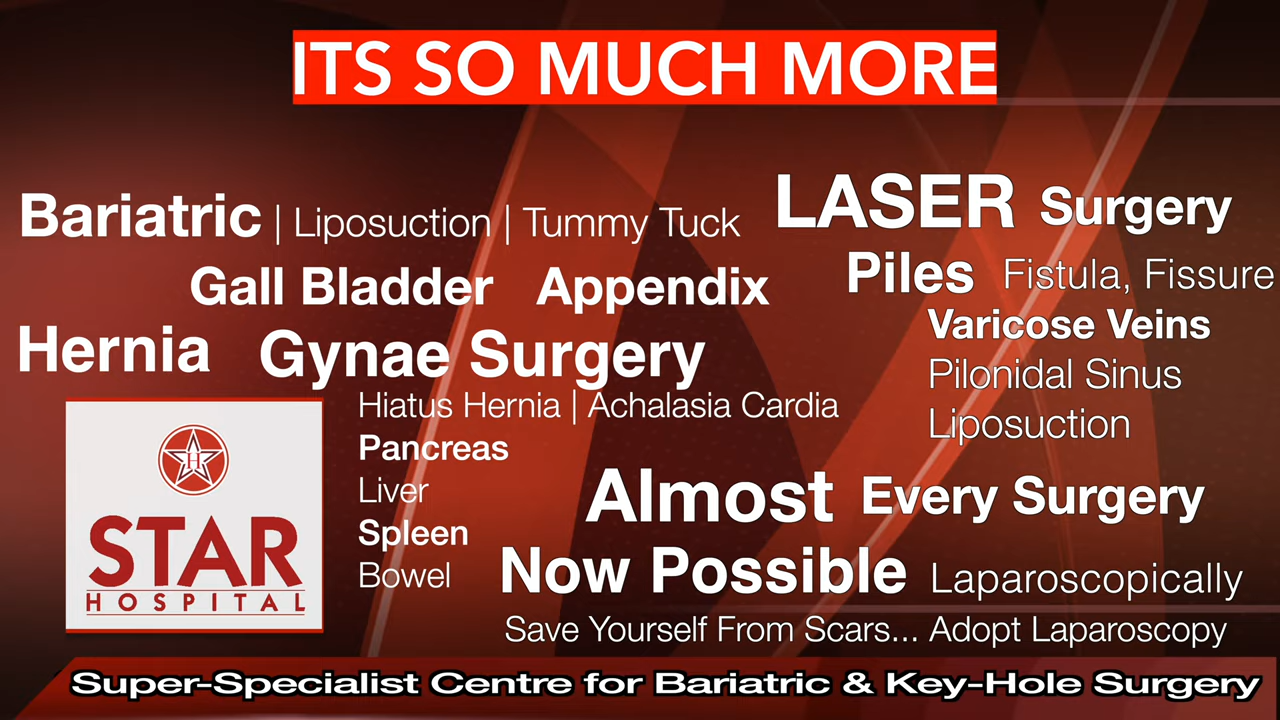 ITS SO MUCH MORE
Bariatric | Liposuction | Tummy Tuck
Gall Bladder Appendix
Hernia Gynae Surgery
Hiatus Hernia | Achalasia Cardia
Pancreas
Liver
Spleen
Bowel
LASER Surgery
Piles Fistula, Fissure
Varicose Veins
Pilonidal Sinus
Liposuction
Almost Every Surgery
Now Possible Laparoscopically
Save Yourself From Scars... Adopt Laparoscopy
H
STAR
HOSPITAL
Super-Specialist Centre for Bariatric & Key-Hole Surgery